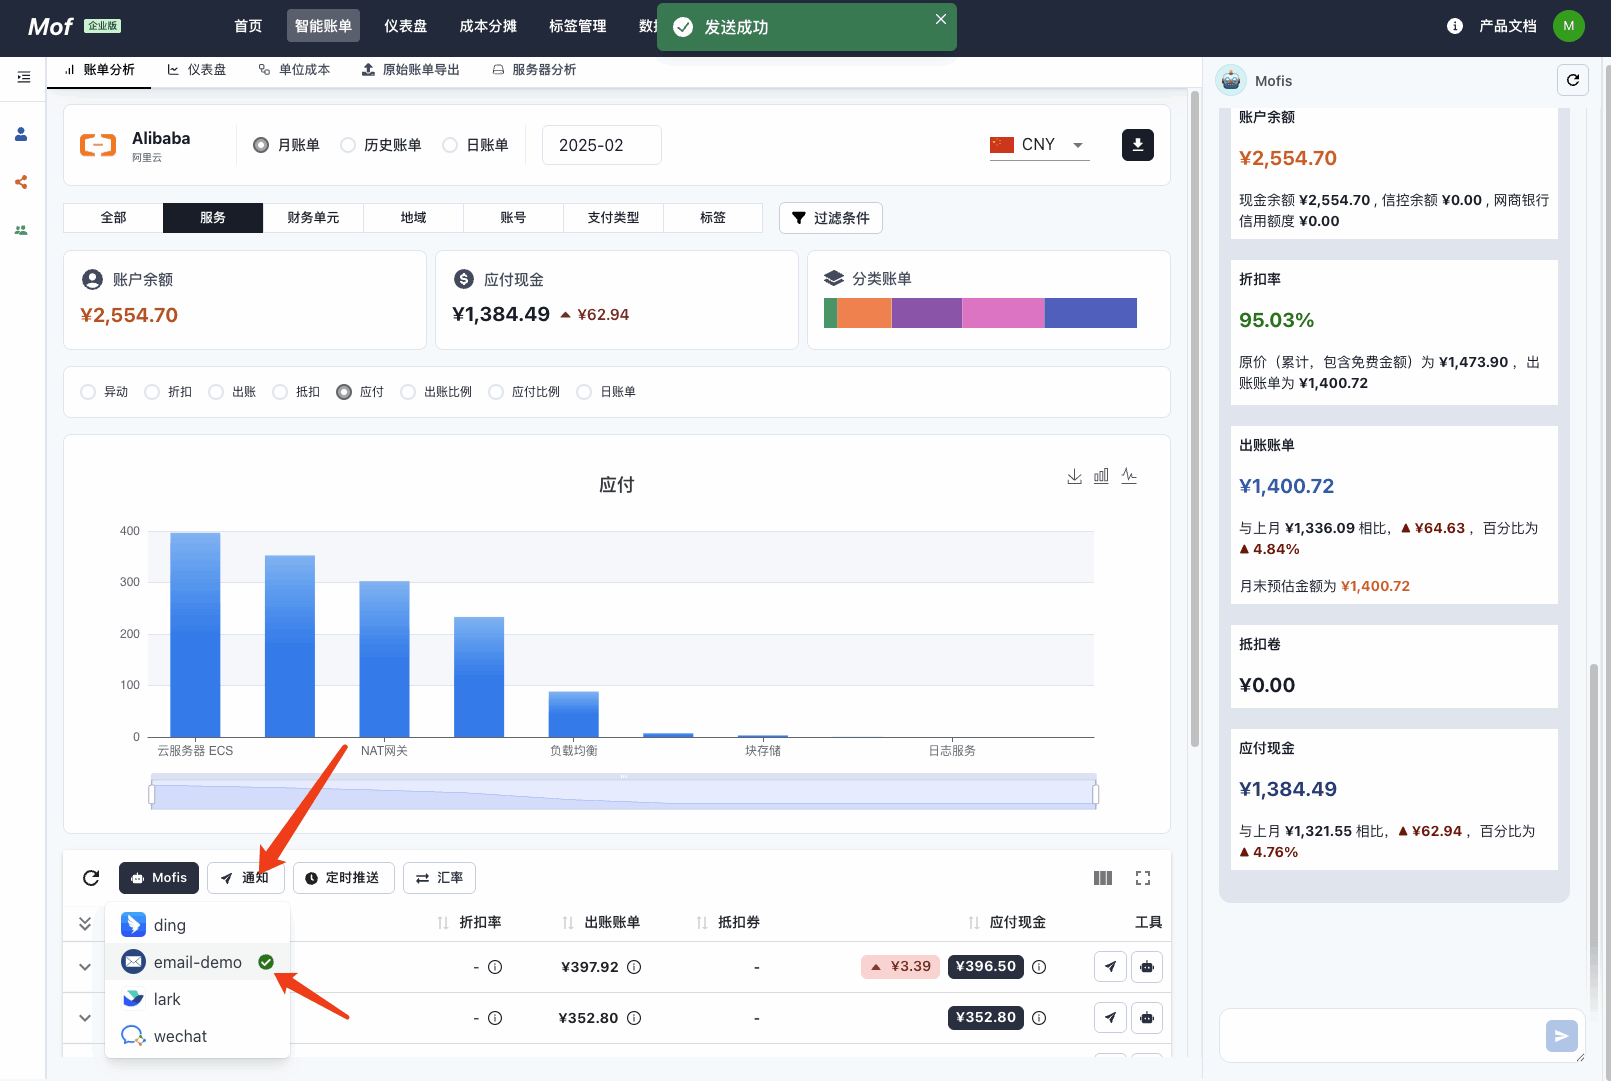 Mof 企业版
首页
智能账单
仪表盘
成本分摊
标签管理
发送成功
产品文档
M
账单分析
仪表盘
单位成本
原始账单导出
服务器分析
Mofis
Alibaba
阿里云
月账单
历史账单
日账单
2025-02
CNY
全部
服务
财务单元
地域
账号
支付类型
标签
过滤条件
账户余额
¥2,554.70
应付现金
¥1,384.49 ¥62.94
分类账单
异动
折扣
出账
抵扣
应付
出账比例
应付比例
日账单
应付
400
300
200
100
0
云服务器 ECS
NAT网关
负载均衡
块存储
日志服务
Mofis
通知
定时推送
汇率
折扣率
出账账单
抵扣券
应付现金
工具
ding
email-demo
lark
wechat
- ¥397.92 - ¥3.39 ¥396.50
- ¥352.80 - ¥352.80
账户余额
¥2,554.70
现金余额 ¥2,554.70 , 信控余额 ¥0.00 , 网商银行
信用额度 ¥0.00
折扣率
95.03%
原价（累计，包含免费金额）为 ¥1,473.90 ，出
账账单为 ¥1,400.72
出账账单
¥1,400.72
与上月 ¥1,336.09 相比，▲ ¥64.63 ，百分比为
▲ 4.84%
月末预估金额为 ¥1,400.72
抵扣卷
¥0.00
应付现金
¥1,384.49
与上月 ¥1,321.55 相比，▲ ¥62.94 ，百分比为
▲ 4.76%